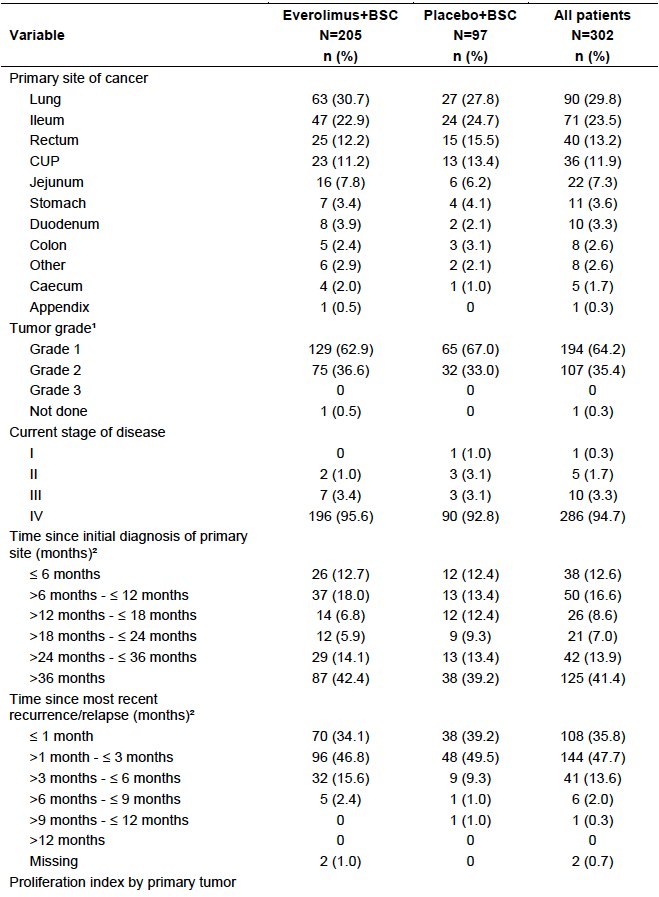 Everolimus+BSC Placebo+BSC All patients
Variable N=205 N=97 N=302
n (%) n (%) n (%)
Primary site of cancer
Lung 63 (30.7) 27 (27.8) 90 (29.8)
Ileum 47 (22.9) 24 (24.7) 71 (23.5)
Rectum 25 (12.2) 15 (15.5) 40 (13.2)
CUP 23 (11.2) 13 (13.4) 36 (11.9)
Jejunum 16 (7.8) 6 (6.2) 22 (7.3)
Stomach 7 (3.4) 4 (4.1) 11 (3.6)
Duodenum 8 (3.9) 2 (2.1) 10 (3.3)
Colon 5 (2.4) 3 (3.1) 8 (2.6)
Other 6 (2.9) 2 (2.1) 8 (2.6)
Caecum 4 (2.0) 1 (1.0) 5 (1.7)
Appendix 1 (0.5) 0 1 (0.3)
Tumor grade¹
Grade 1 129 (62.9) 65 (67.0) 194 (64.2)
Grade 2 75 (36.6) 32 (33.0) 107 (35.4)
Grade 3 0 0 0
Not done 1 (0.5) 0 1 (0.3)
Current stage of disease
I 0 1 (1.0) 1 (0.3)
II 2 (1.0) 3 (3.1) 5 (1.7)
III 7 (3.4) 3 (3.1) 10 (3.3)
IV 196 (95.6) 90 (92.8) 286 (94.7)
Time since initial diagnosis of primary
site (months)²
≤ 6 months 26 (12.7) 12 (12.4) 38 (12.6)
>6 months - ≤ 12 months 37 (18.0) 13 (13.4) 50 (16.6)
>12 months - ≤ 18 months 14 (6.8) 12 (12.4) 26 (8.6)
>18 months - ≤ 24 months 12 (5.9) 9 (9.3) 21 (7.0)
>24 months - ≤ 36 months 29 (14.1) 13 (13.4) 42 (13.9)
>36 months 87 (42.4) 38 (39.2) 125 (41.4)
Time since most recent
recurrence/relapse (months)²
≤ 1 month 70 (34.1) 38 (39.2) 108 (35.8)
>1 month - ≤ 3 months 96 (46.8) 48 (49.5) 144 (47.7)
>3 months - ≤ 6 months 32 (15.6) 9 (9.3) 41 (13.6)
>6 months - ≤ 9 months 5 (2.4) 1 (1.0) 6 (2.0)
>9 months - ≤ 12 months 0 1 (1.0) 1 (0.3)
>12 months 0 0 0
Missing 2 (1.0) 0 2 (0.7)
Proliferation index by primary tumor